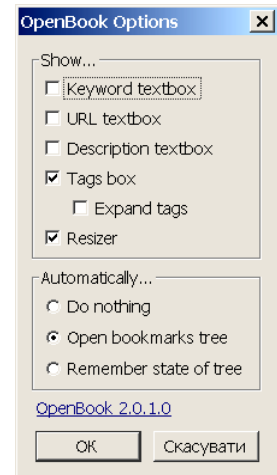 OpenBook Options
Show...
Keyword textbox
URL textbox
Description textbox
Tags box
Expand tags
Resizer
Automatically...
Do nothing
Open bookmarks tree
Remember state of tree
OpenBook 2.0.1.0
ОК
Скасувати